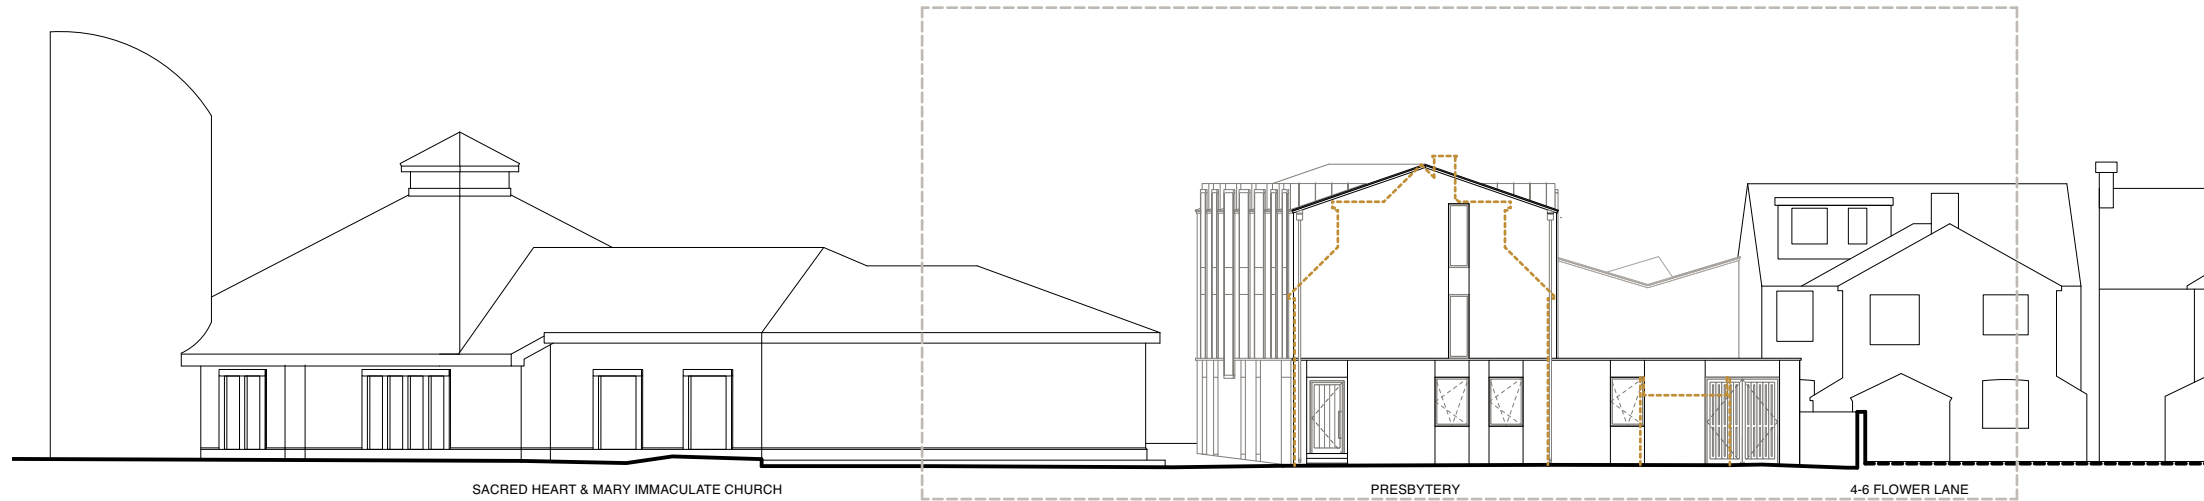 SACRED HEART & MARY IMMACULATE CHURCH
PRESBYTERY
4-6 FLOWER LANE